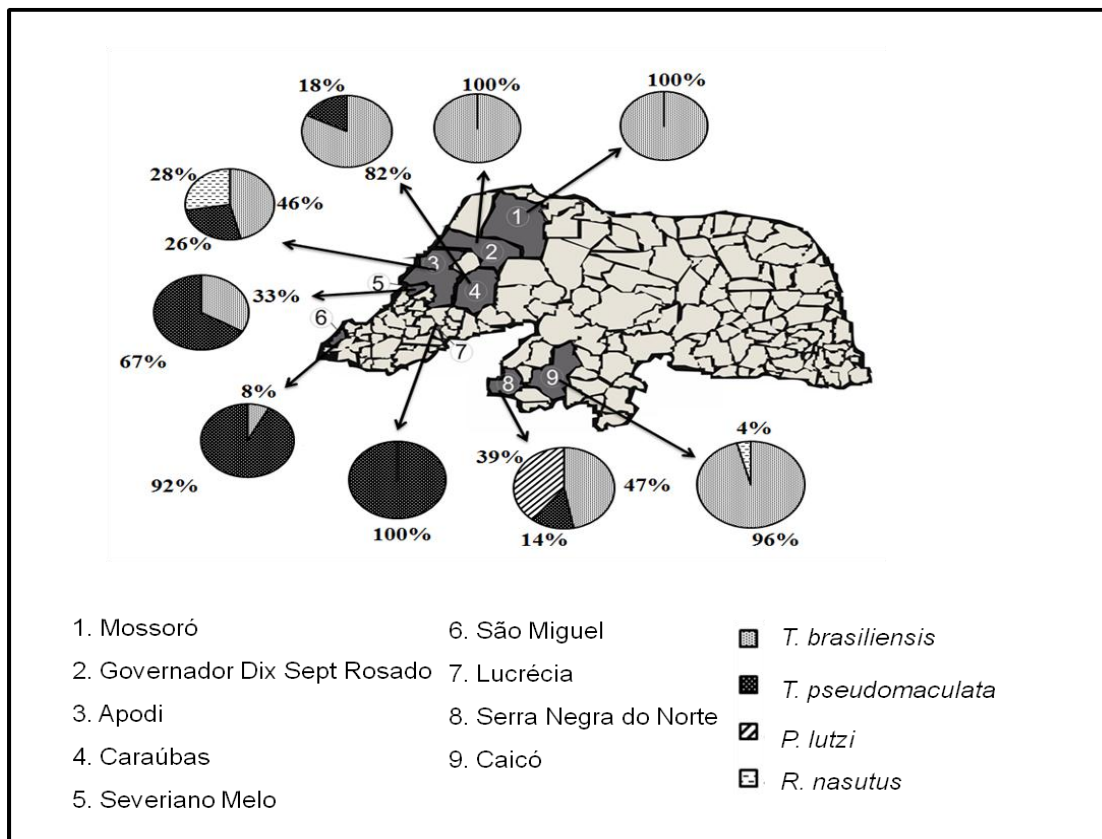 18%
100%
100%
82%
28%
46%
26%
1
2
3
4
5
33%
6
67%
7
8
9
8%
92%
39%
47%
4%
100%
14%
96%
1. Mossoró
2. Governador Dix Sept Rosado
3. Apodi
4. Caraúbas
5. Severiano Melo
6. São Miguel
7. Lucrécia
8. Serra Negra do Norte
9. Caicó
T. brasiliensis
T. pseudomaculata
P. lutzi
R. nasutus